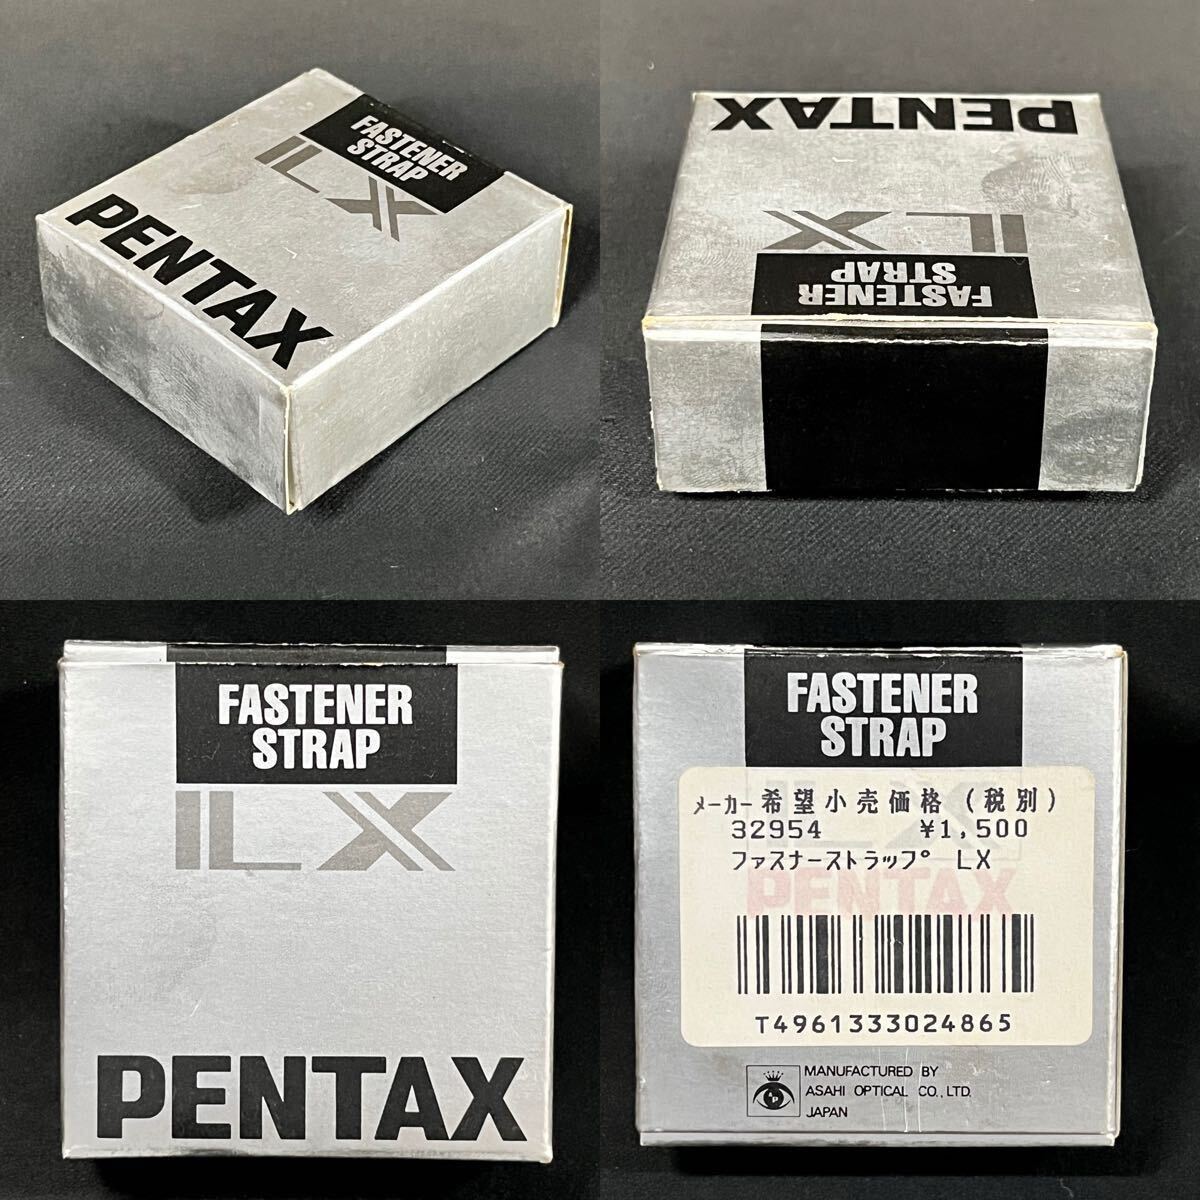 FASTENER
STRAP
LX
PENTAX
PENTAX
LX
FASTENER
STRAP
FASTENER
STRAP
LX
PENTAX
FASTENER
STRAP
メーカー希望小売価格(税別)
32954 ¥1,500
ファスナーストラップ LX
PENTAX
T4961333024865
AP
MANUFACTURED BY
ASAHI OPTICAL CO.,LTD.
JAPAN